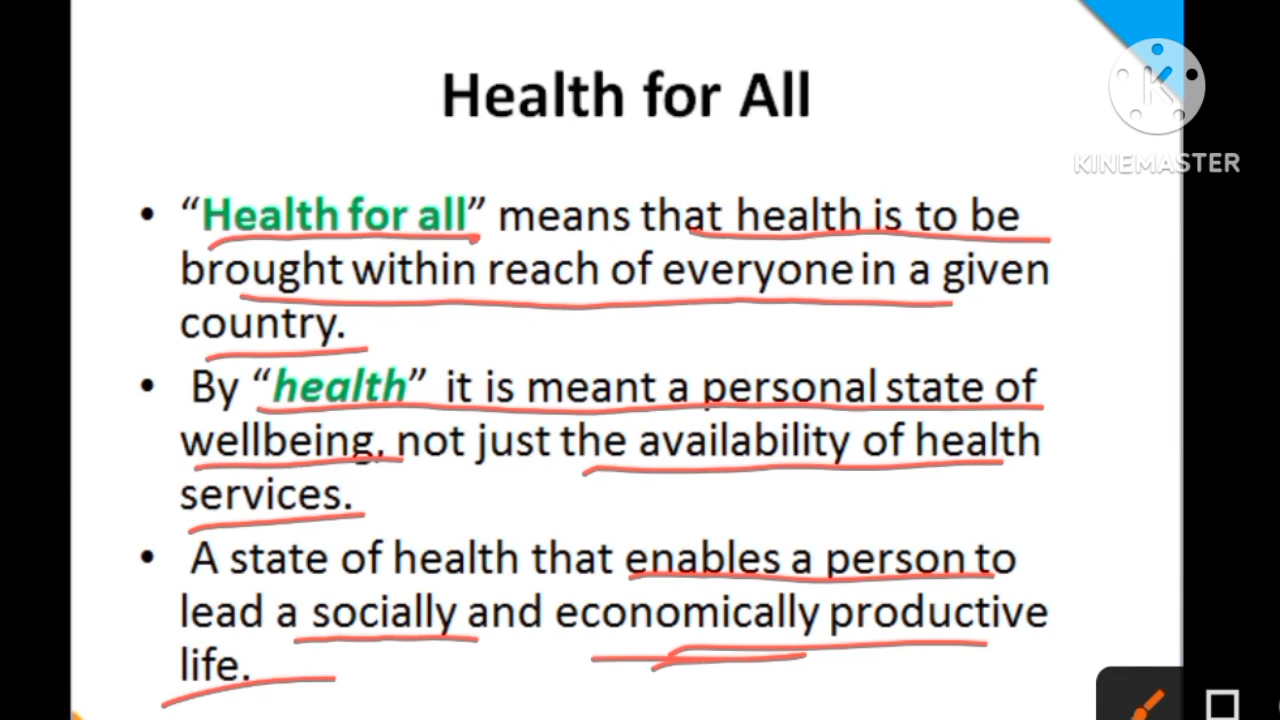 Health for All
KINEMASTER
• “Health for all” means that health is to be
brought within reach of everyone in a given
country.
• By “health” it is meant a personal state of
wellbeing, not just the availability of health
services.
• A state of health that enables a person to
lead a socially and economically productive
life.